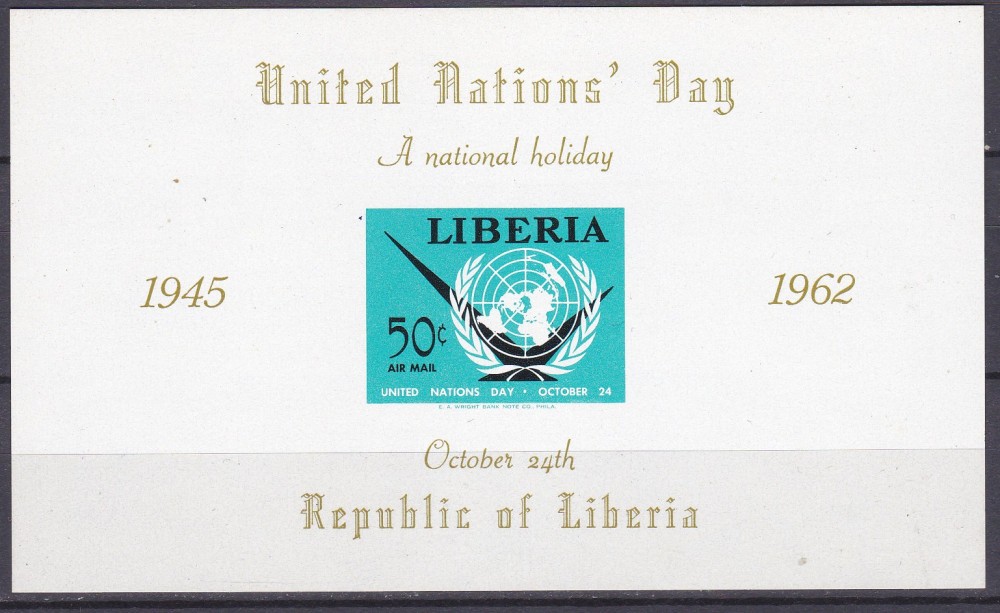 United Nations' Day
A national holiday
LIBERIA
1945
1962
50¢
AIR MAIL
UNITED NATIONS DAY · OCTOBER 24
E. A. WRIGHT BANK NOTE CO., PHILA.
October 24th
Republic of Liberia